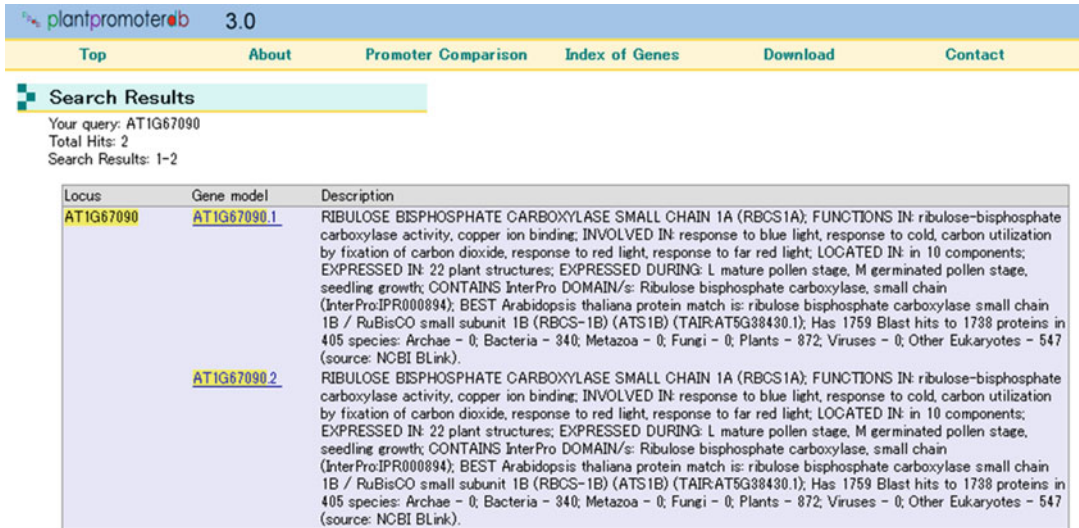 plantpromoterdb 3.0
Top About Promoter Comparison Index of Genes Download Contact
Search Results
Your query: AT1G67090
Total Hits: 2
Search Results: 1-2
Locus Gene model Description
AT1G67090 AT1G67090.1 RIBULOSE BISPHOSPHATE CARBOXYLASE SMALL CHAIN 1A (RBCS1A); FUNCTIONS IN: ribulose-bisphosphate
carboxylase activity, copper ion binding; INVOLVED IN: response to blue light, response to cold, carbon utilization
by fixation of carbon dioxide, response to red light, response to far red light; LOCATED IN: in 10 components;
EXPRESSED IN: 22 plant structures; EXPRESSED DURING: L mature pollen stage, M germinated pollen stage,
seedling growth; CONTAINS InterPro DOMAIN/s: Ribulose bisphosphate carboxylase, small chain
(InterPro:IPR000894); BEST Arabidopsis thaliana protein match is: ribulose bisphosphate carboxylase small chain
1B / RuBisCO small subunit 1B (RBCS-1B) (ATS1B) (TAIR:AT5G38430.1); Has 1759 Blast hits to 1738 proteins in
405 species: Archae - 0; Bacteria - 340; Metazoa - 0; Fungi - 0; Plants - 872; Viruses - 0; Other Eukaryotes - 547
(source: NCBI BLink).
AT1G67090.2 RIBULOSE BISPHOSPHATE CARBOXYLASE SMALL CHAIN 1A (RBCS1A); FUNCTIONS IN: ribulose-bisphosphate
carboxylase activity, copper ion binding; INVOLVED IN: response to blue light, response to cold, carbon utilization
by fixation of carbon dioxide, response to red light, response to far red light; LOCATED IN: in 10 components;
EXPRESSED IN: 22 plant structures; EXPRESSED DURING: L mature pollen stage, M germinated pollen stage,
seedling growth; CONTAINS InterPro DOMAIN/s: Ribulose bisphosphate carboxylase, small chain
(InterPro:IPR000894); BEST Arabidopsis thaliana protein match is: ribulose bisphosphate carboxylase small chain
1B / RuBisCO small subunit 1B (RBCS-1B) (ATS1B) (TAIR:AT5G38430.1); Has 1759 Blast hits to 1738 proteins in
405 species: Archae - 0; Bacteria - 340; Metazoa - 0; Fungi - 0; Plants - 872; Viruses - 0; Other Eukaryotes - 547
(source: NCBI BLink).